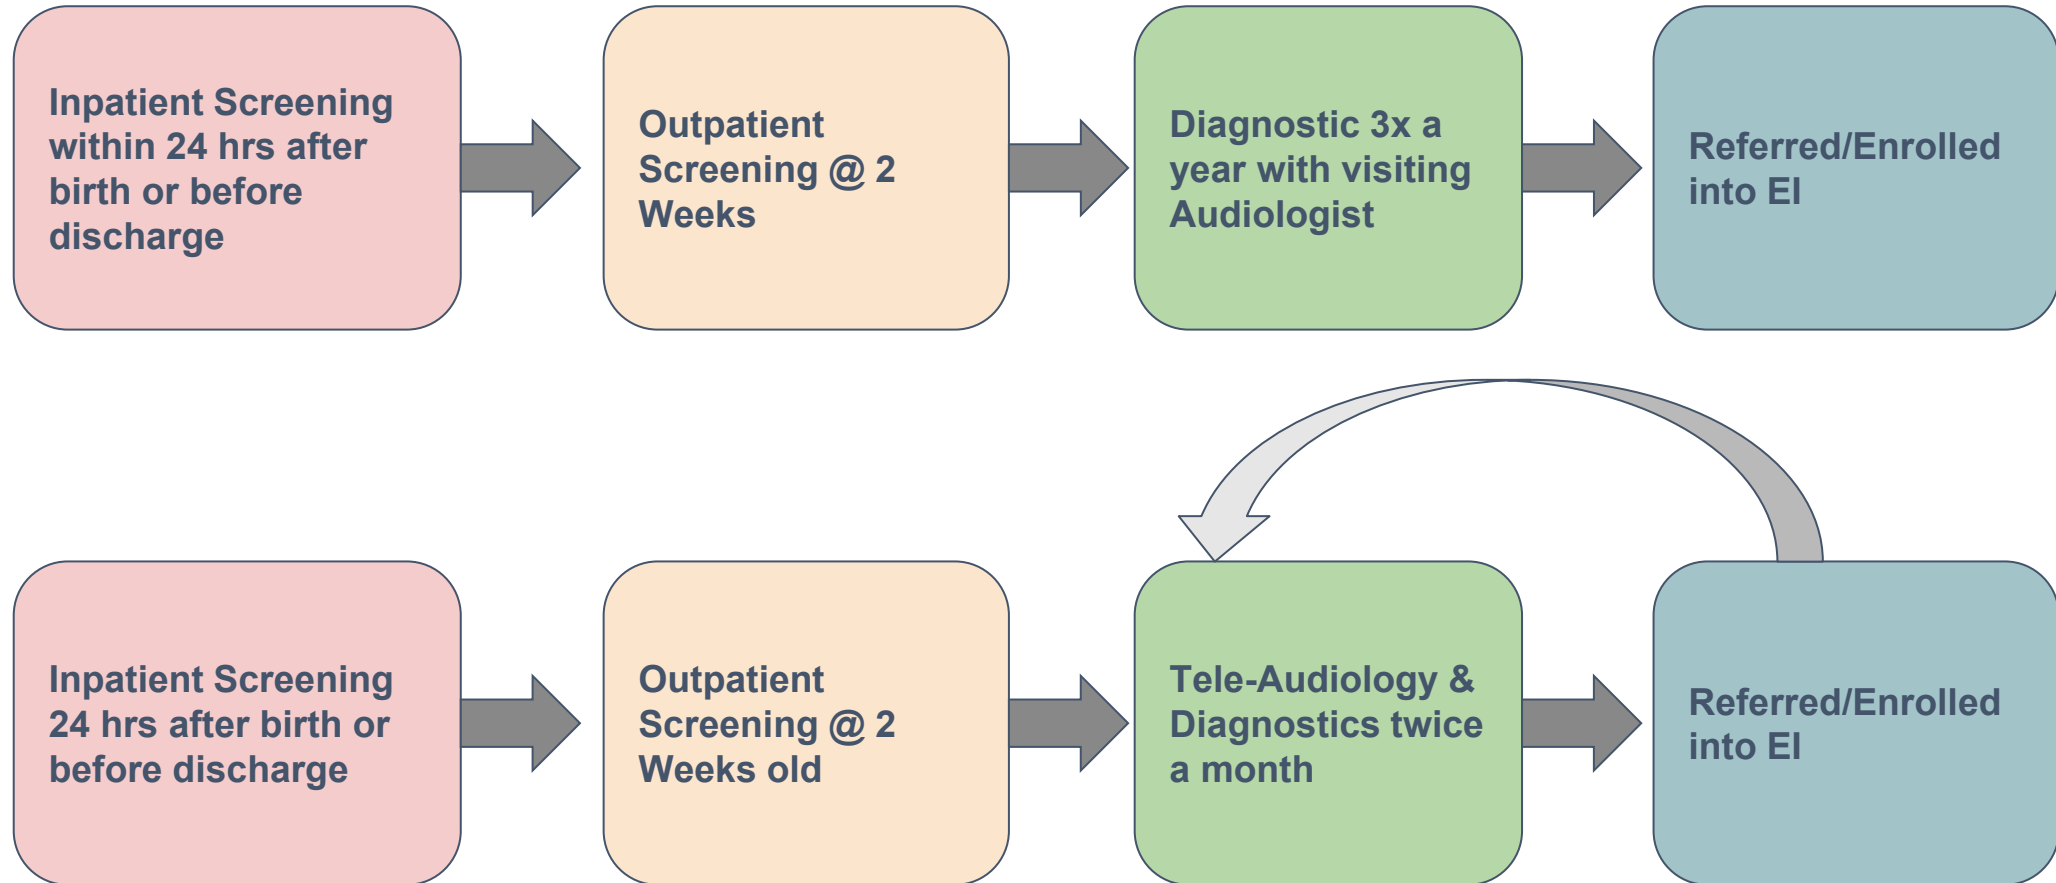 Inpatient Screening
within 24 hrs after
birth or before
discharge
Outpatient
Screening @ 2
Weeks
Diagnostic 3x a
year with visiting
Audiologist
Referred/Enrolled
into EI
Inpatient Screening
24 hrs after birth or
before discharge
Outpatient
Screening @ 2
Weeks old
Tele-Audiology &
Diagnostics twice
a month
Referred/Enrolled
into EI